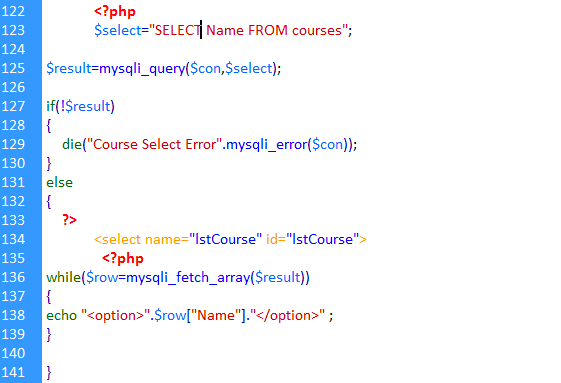 122 <?php
123 $select="SELECT Name FROM courses";
124
125 $result=mysqli_query($con,$select);
126
127 if(!$result)
128 {
129 die("Course Select Error".mysqli_error($con));
130 }
131 else
132 {
133 ?>
134 <select name="lstCourse" id="lstCourse">
135 <?php
136 while($row=mysqli_fetch_array($result))
137 {
138 echo "<option>".$row["Name"]."</option>" ;
139 }
140
141 }